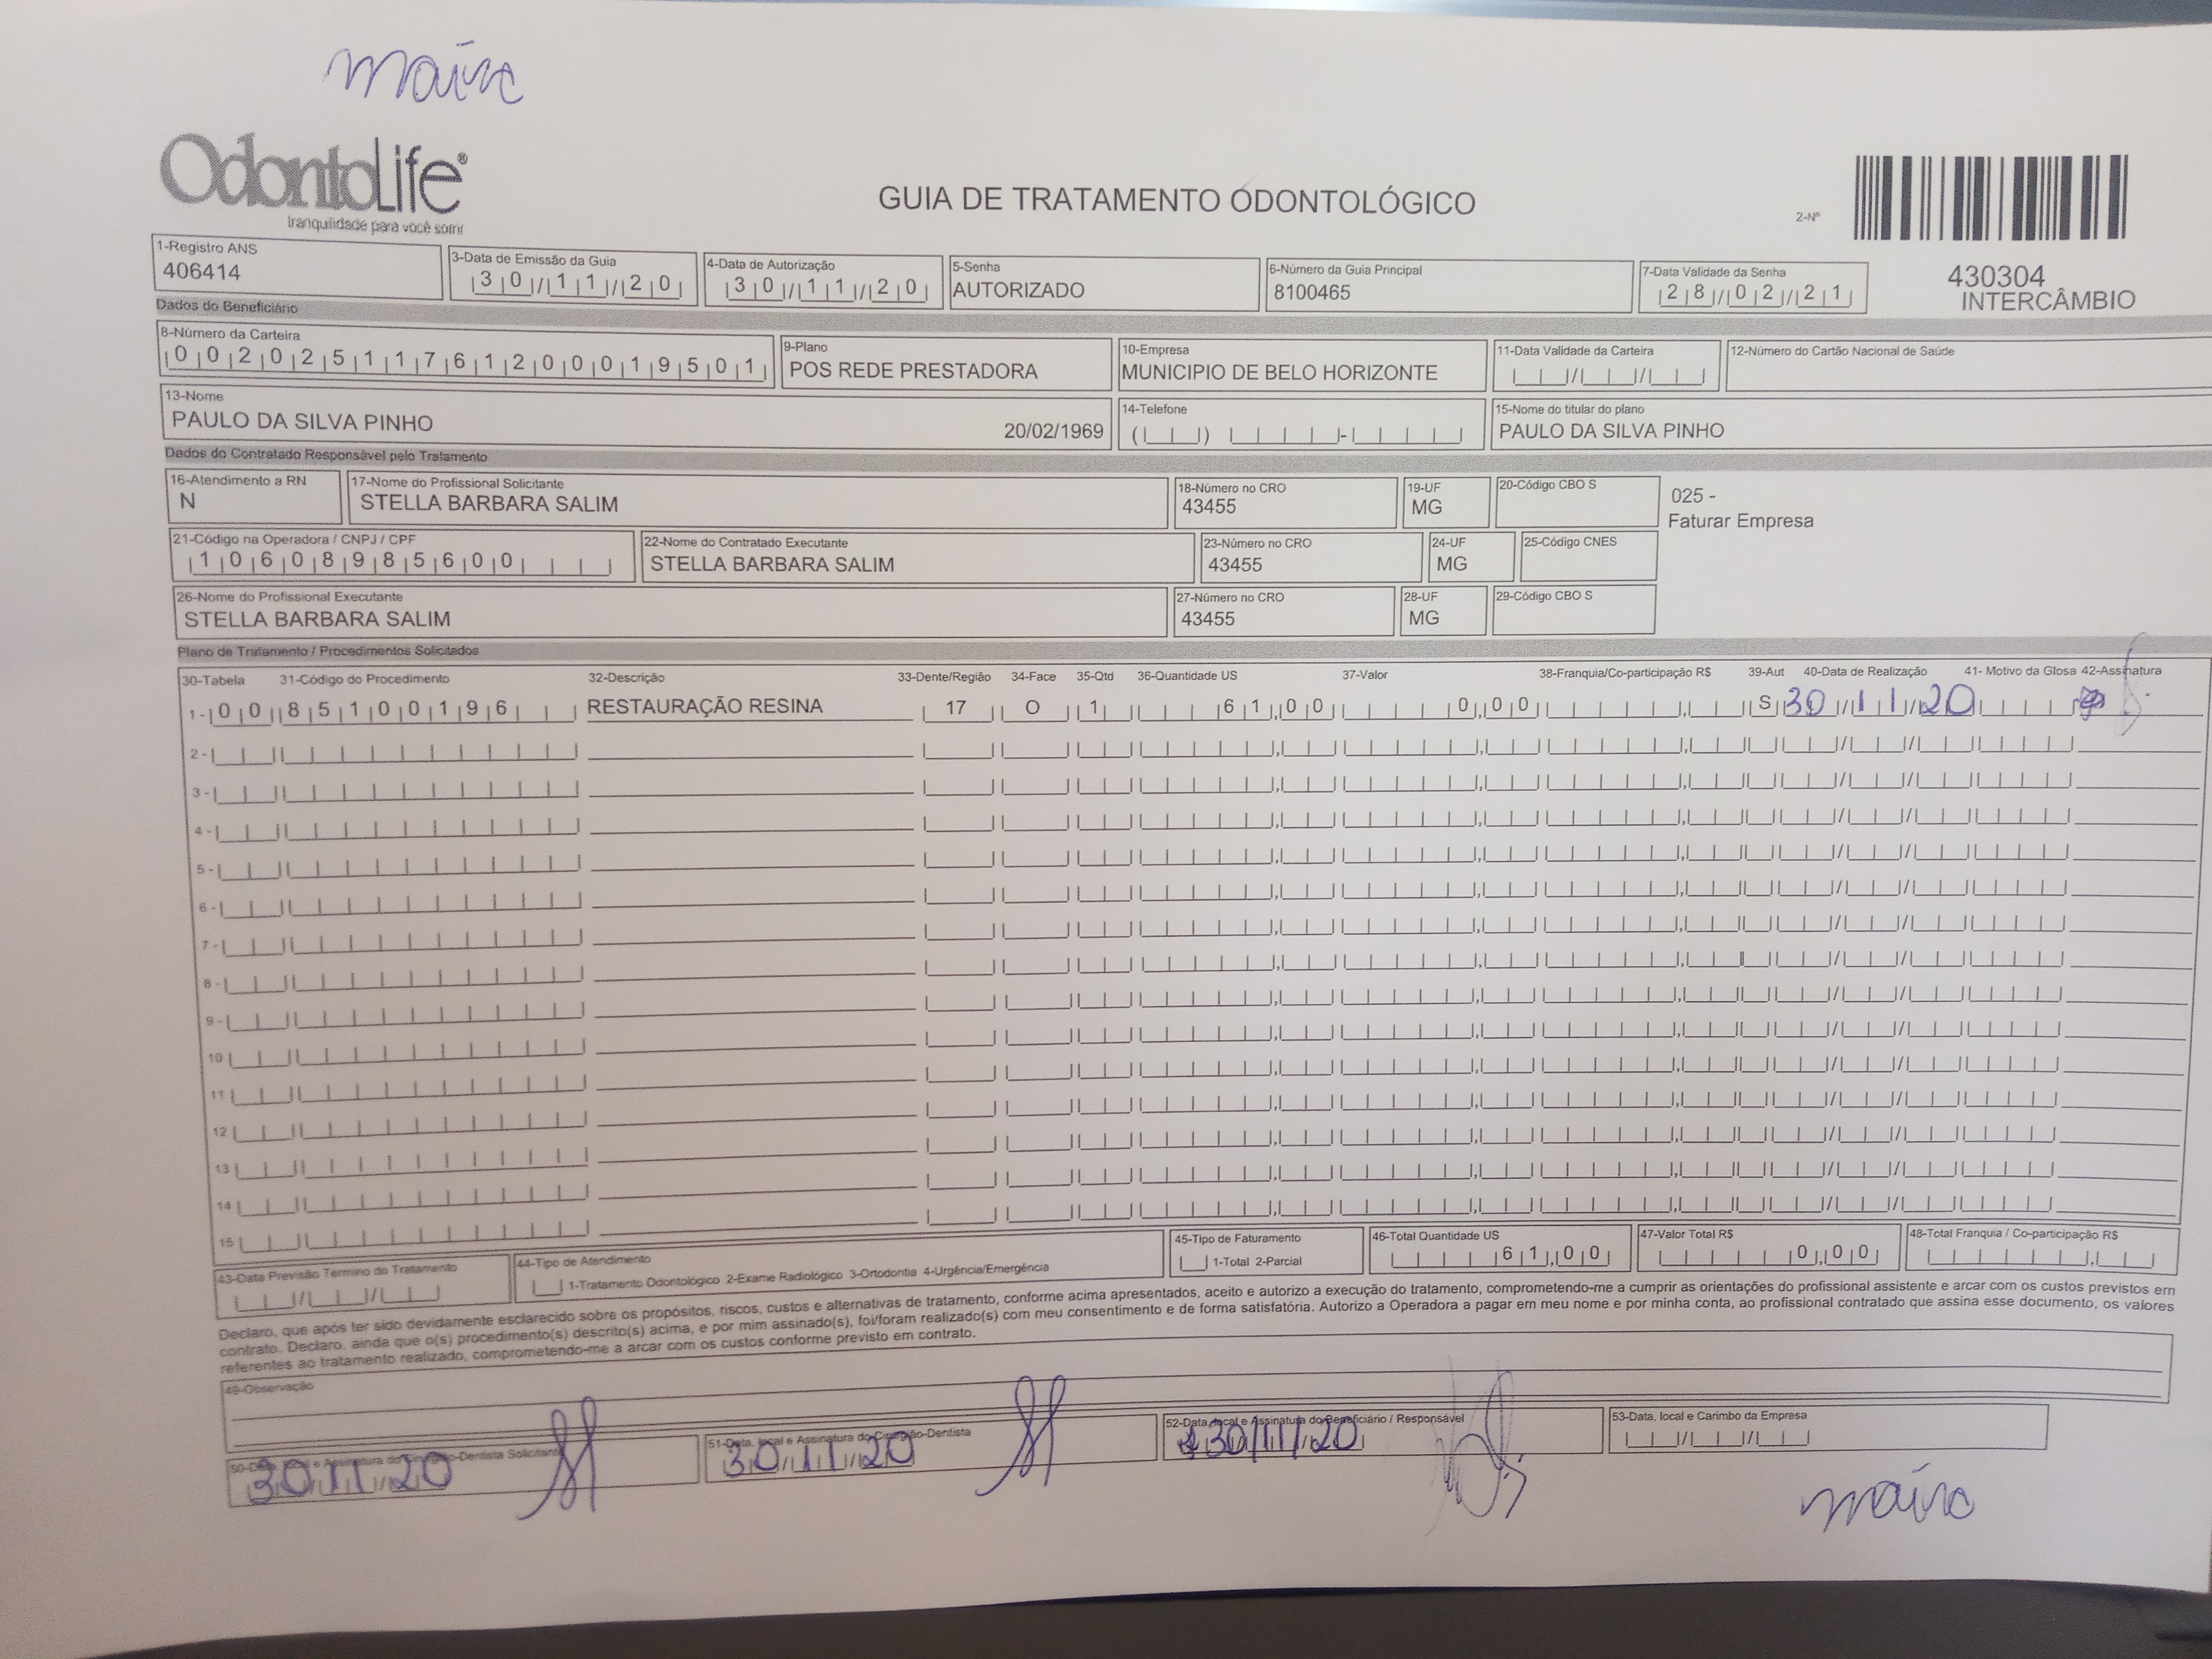 maíra
OdontoLife®
tranquilidade para você sorrir
GUIA DE TRATAMENTO ODONTOLÓGICO
2-Nº
430304
INTERCÂMBIO
1-Registro ANS
406414
3-Data de Emissão da Guia
30/11/20
4-Data de Autorização
30/11/20
5-Senha
AUTORIZADO
6-Número da Guia Principal
8100465
7-Data Validade da Senha
28/02/21
Dados do Beneficiário
8-Número da Carteira
00202511761200019501
9-Plano
POS REDE PRESTADORA
10-Empresa
MUNICIPIO DE BELO HORIZONTE
11-Data Validade da Carteira
12-Número do Cartão Nacional de Saúde
13-Nome
PAULO DA SILVA PINHO 20/02/1969
14-Telefone
15-Nome do titular do plano
PAULO DA SILVA PINHO
Dados do Contratado Responsável pelo Tratamento
16-Atendimento a RN
N
17-Nome do Profissional Solicitante
STELLA BARBARA SALIM
18-Número no CRO
43455
19-UF
MG
20-Código CBO S
025 -
Faturar Empresa
21-Código na Operadora / CNPJ / CPF
10608985600
22-Nome do Contratado Executante
STELLA BARBARA SALIM
23-Número no CRO
43455
24-UF
MG
25-Código CNES
26-Nome do Profissional Executante
STELLA BARBARA SALIM
27-Número no CRO
43455
28-UF
MG
29-Código CBO S
Plano de Tratamento / Procedimentos Solicitados
30-Tabela 31-Código do Procedimento 32-Descrição 33-Dente/Região 34-Face 35-Qtd 36-Quantidade US 37-Valor 38-Franquia/Co-participação R$ 39-Aut 40-Data de Realização 41- Motivo da Glosa 42-Assinatura
1- 00 85100196 RESTAURAÇÃO RESINA 17 O 1 61,00 0,00 S 30/11/20
2-
3-
4-
5-
6-
7-
8-
9-
10
11
12
13
14
15
43-Data Previsão Término do Tratamento
44-Tipo de Atendimento
1-Tratamento Odontológico 2-Exame Radiológico 3-Ortodontia 4-Urgência/Emergência
45-Tipo de Faturamento
1-Total 2-Parcial
46-Total Quantidade US
61,00
47-Valor Total R$
0,00
48-Total Franquia / Co-participação R$
Declaro, que após ter sido devidamente esclarecido sobre os propósitos, riscos, custos e alternativas de tratamento, conforme acima apresentados, aceito e autorizo a execução do tratamento, comprometendo-me a cumprir as orientações do profissional assistente e arcar com os custos previstos em
contrato. Declaro, ainda que o(s) procedimento(s) descrito(s) acima, e por mim assinado(s), foi/foram realizado(s) com meu consentimento e de forma satisfatória. Autorizo a Operadora a pagar em meu nome e por minha conta, ao profissional contratado que assina esse documento, os valores
referentes ao tratamento realizado, comprometendo-me a arcar com os custos conforme previsto em contrato.
49-Observação
50-Data, local e Assinatura do Cirurgião-Dentista Solicitante
30/11/20
51-Data, local e Assinatura do Cirurgião-Dentista
30/11/20
52-Data, local e Assinatura do Beneficiário / Responsável
30/11/20
53-Data, local e Carimbo da Empresa
maíra